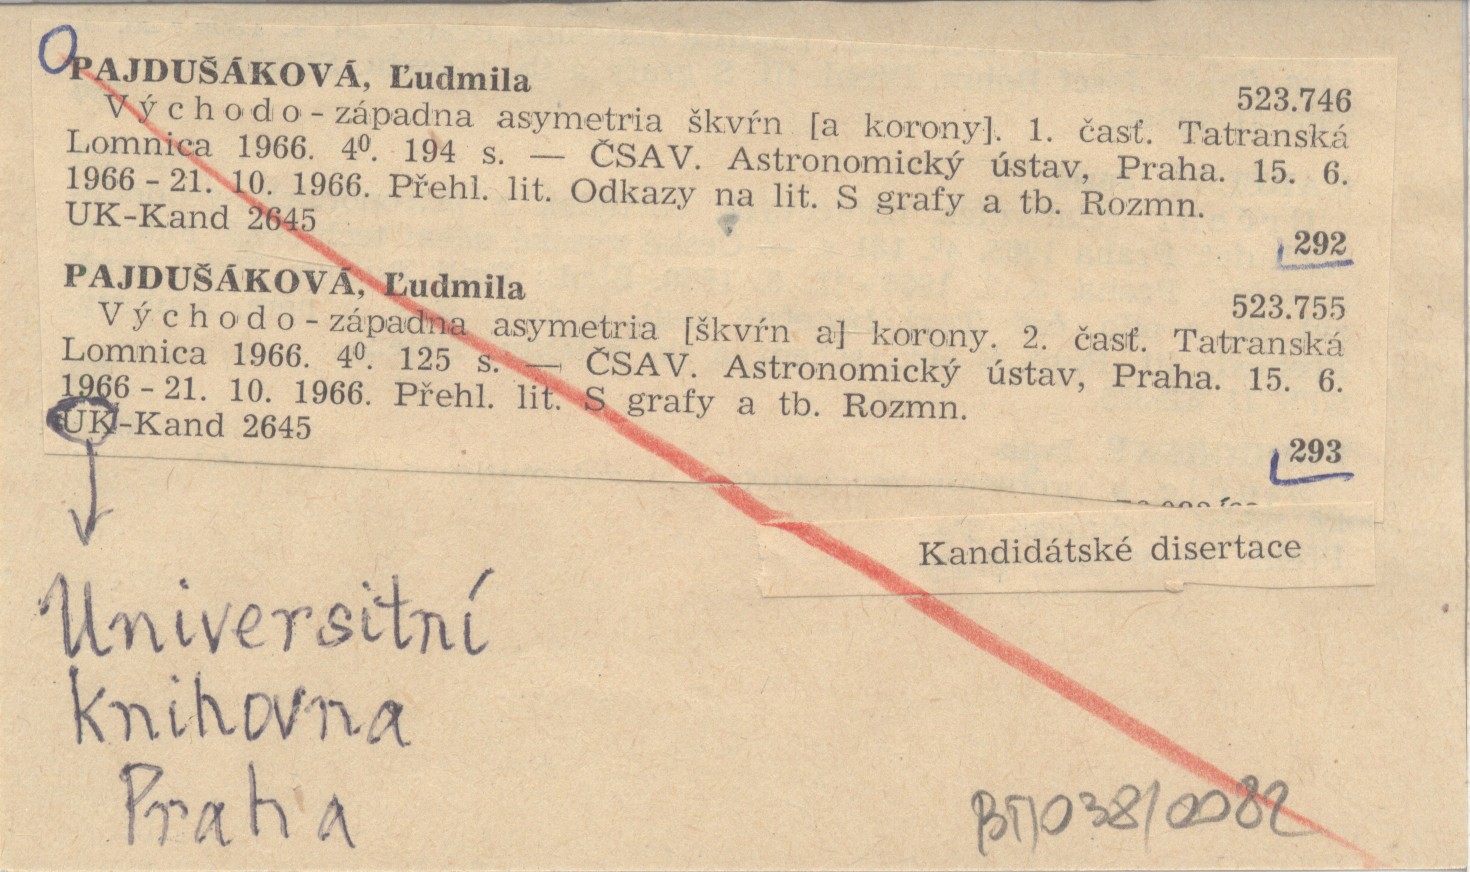 PAJDUŠÁKOVÁ, Ľudmila
523.746
Východo-západna asymetria škvŕn [a korony]. 1. časť. Tatranská
Lomnica 1966. 4⁰. 194 s. — ČSAV. Astronomický ústav, Praha. 15. 6.
1966 - 21. 10. 1966. Přehl. lit. Odkazy na lit. S grafy a tb. Rozmn.
UK-Kand 2645
292
PAJDUŠÁKOVÁ, Ľudmila
523.755
Východo-západna asymetria [škvŕn a] korony. 2. časť. Tatranská
Lomnica 1966. 4⁰. 125 s. — ČSAV. Astronomický ústav, Praha. 15. 6.
1966 - 21. 10. 1966. Přehl. lit. S grafy a tb. Rozmn.
UK-Kand 2645
293
Kandidátské disertace
Universitní
knihovna
Praha
038/0082